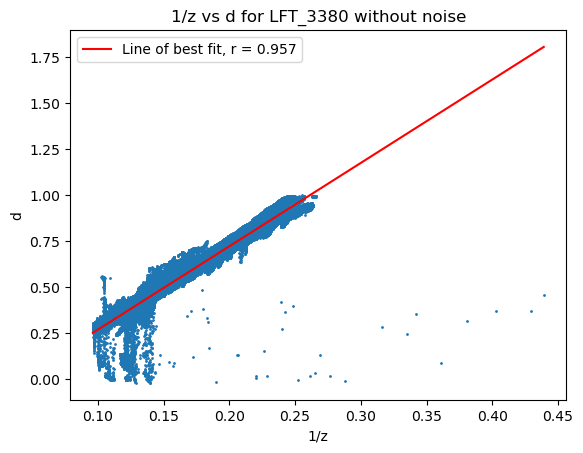 1/z vs d for LFT_3380 without noise
Line of best fit, r = 0.957
1.75
1.50
1.25
1.00
0.75
0.50
0.25
0.00
d
0.10 0.15 0.20 0.25 0.30 0.35 0.40 0.45
1/z